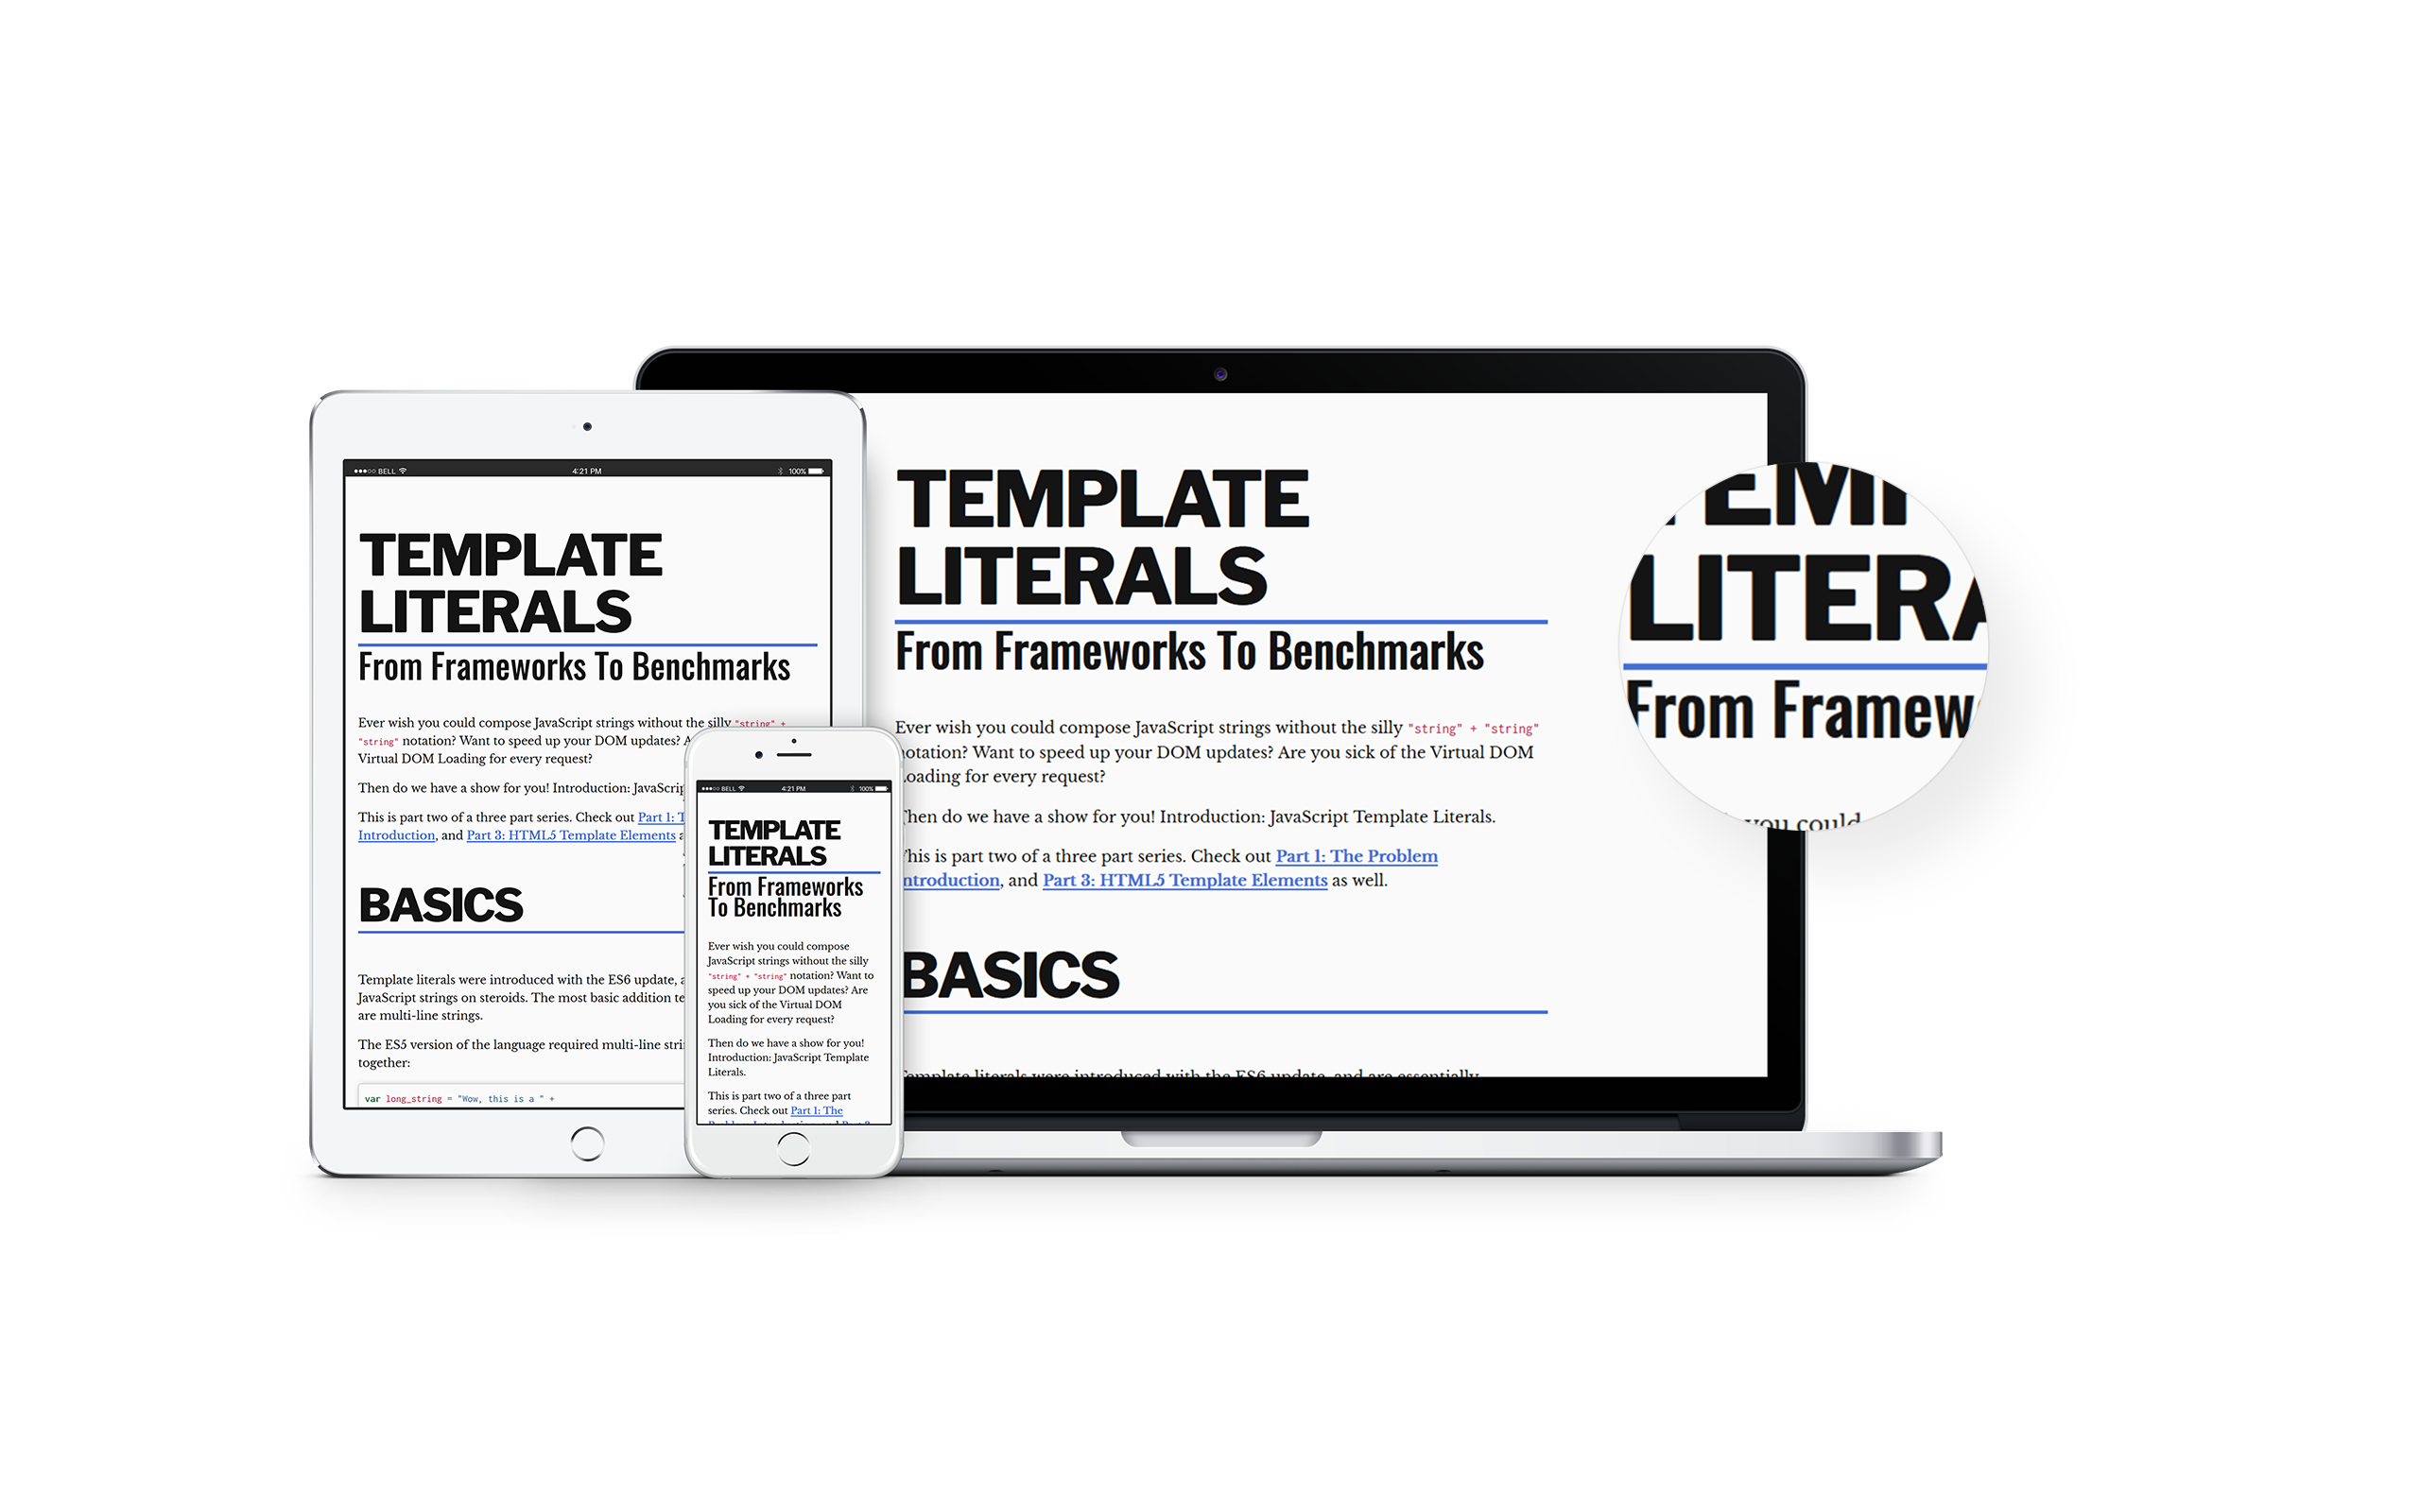 ●●●○○ BELL
4:21 PM
100%
TEMPLATE
LITERALS
From Frameworks To Benchmarks
Ever wish you could compose JavaScript strings without the silly "string" +
"string" notation? Want to speed up your DOM updates? A
Virtual DOM Loading for every request?
Then do we have a show for you! Introduction: JavaScrip
This is part two of a three part series. Check out Part 1: T
Introduction, and Part 3: HTML5 Template Elements a
BASICS
Template literals were introduced with the ES6 update, a
JavaScript strings on steroids. The most basic addition te
are multi-line strings.
The ES5 version of the language required multi-line stri
together:
var long_string = "Wow, this is a " +
●●●○○ BELL
4:21 PM
100%
TEMPLATE
LITERALS
From Frameworks
To Benchmarks
Ever wish you could compose
JavaScript strings without the silly
"string" + "string" notation? Want to
speed up your DOM updates? Are
you sick of the Virtual DOM
Loading for every request?
Then do we have a show for you!
Introduction: JavaScript Template
Literals.
This is part two of a three part
series. Check out Part 1: The
TEMPLATE
LITERALS
From Frameworks To Benchmarks
Ever wish you could compose JavaScript strings without the silly "string" + "string"
notation? Want to speed up your DOM updates? Are you sick of the Virtual DOM
Loading for every request?
Then do we have a show for you! Introduction: JavaScript Template Literals.
This is part two of a three part series. Check out Part 1: The Problem
Introduction, and Part 3: HTML5 Template Elements as well.
BASICS
Template literals were introduced with the ES6 update, and are essentially
TEMP
LITERA
From Framew
you could